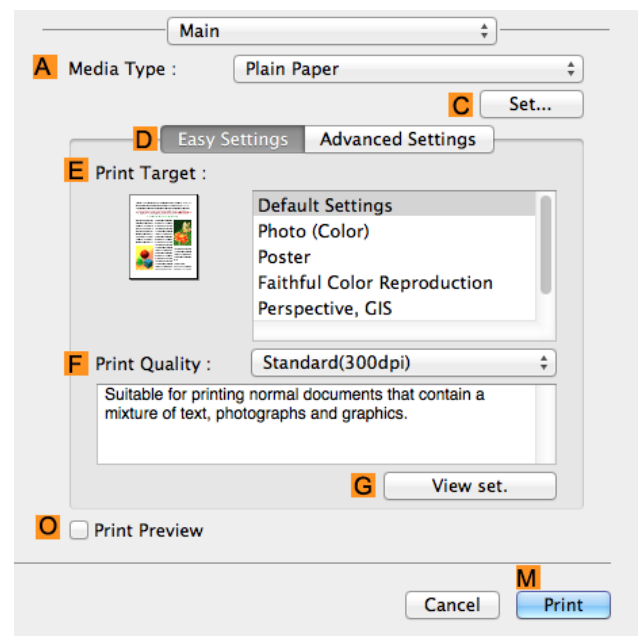 Main
A Media Type : Plain Paper
C Set...
D Easy Settings Advanced Settings
E Print Target :
Default Settings
Photo (Color)
Poster
Faithful Color Reproduction
Perspective, GIS
F Print Quality : Standard(300dpi)
Suitable for printing normal documents that contain a
mixture of text, photographs and graphics.
G View set.
O Print Preview
M
Cancel Print